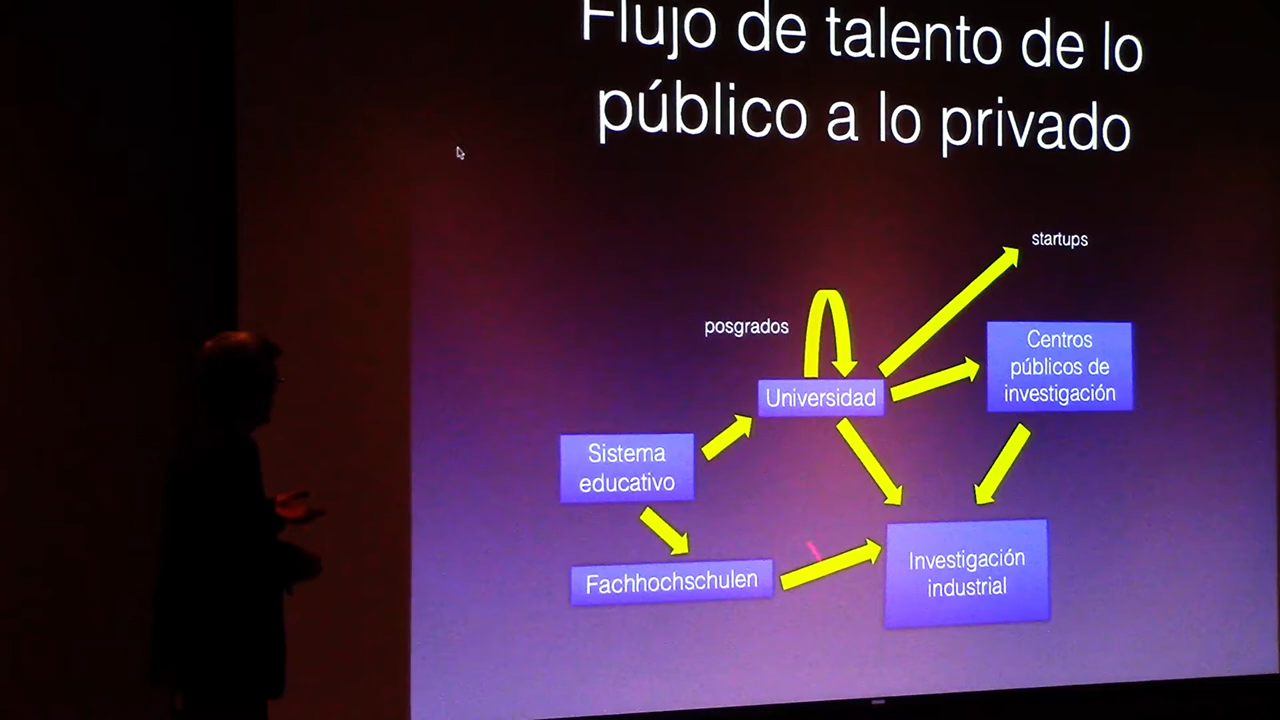 Flujo de talento de lo
público a lo privado
startups
posgrados
Centros
públicos de
investigación
Universidad
Sistema
educativo
Fachhochschulen
Investigación
industrial